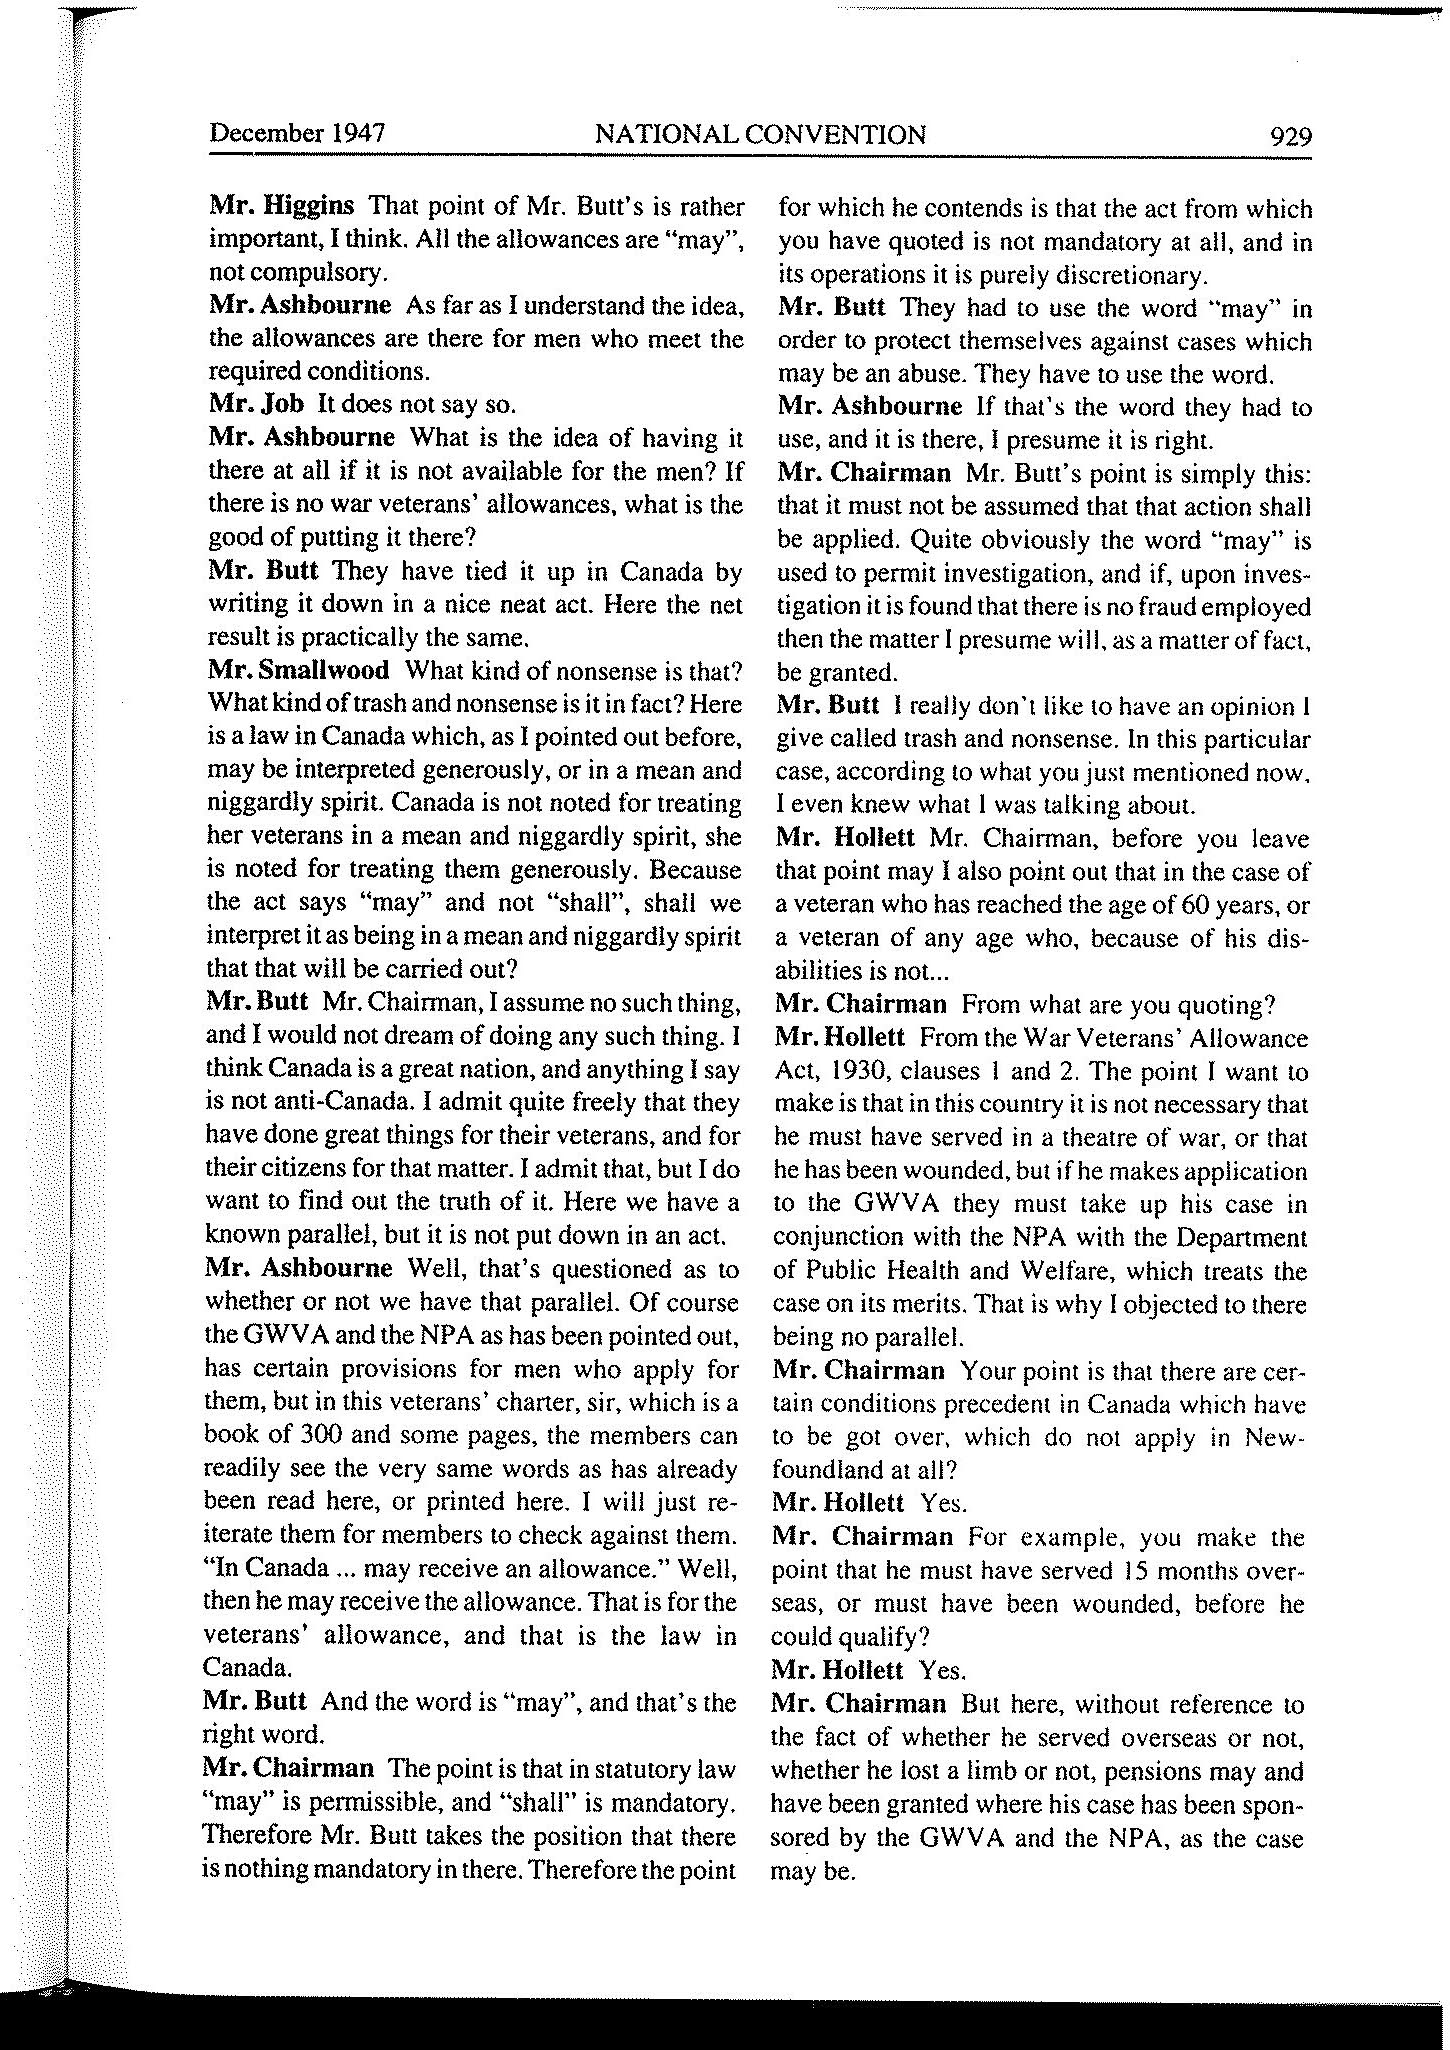 December 1947 NATIONAL CONVENTION 929
Mr. Higgins That point of Mr. Butt's is rather
important, I think. All the allowances are "may",
not compulsory.
Mr. Ashbourne As far as I understand the idea,
the allowances are there for men who meet the
required conditions.
Mr. Job It does not say so.
Mr. Ashbourne What is the idea of having it
there at all if it is not available for the men? If
there is no war veterans' allowances, what is the
good of putting it there?
Mr. Butt They have tied it up in Canada by
writing it down in a nice neat act. Here the net
result is practically the same.
Mr. Smallwood What kind of nonsense is that?
What kind of trash and nonsense is it in fact? Here
is a law in Canada which, as I pointed out before,
may be interpreted generously, or in a mean and
niggardly spirit. Canada is not noted for treating
her veterans in a mean and niggardly spirit, she
is noted for treating them generously. Because
the act says "may" and not "shall", shall we
interpret it as being in a mean and niggardly spirit
that that will be carried out?
Mr. Butt Mr. Chairman, I assume no such thing,
and I would not dream of doing any such thing. I
think Canada is a great nation, and anything I say
is not anti-Canada. I admit quite freely that they
have done great things for their veterans, and for
their citizens for that matter. I admit that, but I do
want to find out the truth of it. Here we have a
known parallel, but it is not put down in an act.
Mr. Ashbourne Well, that's questioned as to
whether or not we have that parallel. Of course
the GWVA and the NPA as has been pointed out,
has certain provisions for men who apply for
them, but in this veterans' charter, sir, which is a
book of 300 and some pages, the members can
readily see the very same words as has already
been read here, or printed here. I will just re-
iterate them for members to check against them.
"In Canada ... may receive an allowance." Well,
then he may receive the allowance. That is for the
veterans' allowance, and that is the law in
Canada.
Mr. Butt And the word is "may", and that's the
right word.
Mr. Chairman The point is that in statutory law
"may" is permissible, and "shall" is mandatory.
Therefore Mr. Butt takes the position that there
is nothing mandatory in there. Therefore the point
for which he contends is that the act from which
you have quoted is not mandatory at all, and in
its operations it is purely discretionary.
Mr. Butt They had to use the word "may" in
order to protect themselves against cases which
may be an abuse. They have to use the word.
Mr. Ashbourne If that's the word they had to
use, and it is there, I presume it is right.
Mr. Chairman Mr. Butt's point is simply this:
that it must not be assumed that that action shall
be applied. Quite obviously the word "may" is
used to permit investigation, and if, upon inves-
tigation it is found that there is no fraud employed
then the matter I presume will, as a matter of fact,
be granted.
Mr. Butt I really don't like to have an opinion I
give called trash and nonsense. In this particular
case, according to what you just mentioned now,
I even knew what I was talking about.
Mr. Hollett Mr. Chairman, before you leave
that point may I also point out that in the case of
a veteran who has reached the age of 60 years, or
a veteran of any age who, because of his dis-
abilities is not...
Mr. Chairman From what are you quoting?
Mr. Hollett From the War Veterans' Allowance
Act, 1930, clauses 1 and 2. The point I want to
make is that in this country it is not necessary that
he must have served in a theatre of war, or that
he has been wounded, but if he makes application
to the GWVA they must take up his case in
conjunction with the NPA with the Department
of Public Health and Welfare, which treats the
case on its merits. That is why I objected to there
being no parallel.
Mr. Chairman Your point is that there are cer-
tain conditions precedent in Canada which have
to be got over, which do not apply in New-
foundland at all?
Mr. Hollett Yes.
Mr. Chairman For example, you make the
point that he must have served 15 months over-
seas, or must have been wounded, before he
could qualify?
Mr. Hollett Yes.
Mr. Chairman But here, without reference to
the fact of whether he served overseas or not,
whether he lost a limb or not, pensions may and
have been granted where his case has been spon-
sored by the GWVA and the NPA, as the case
may be.